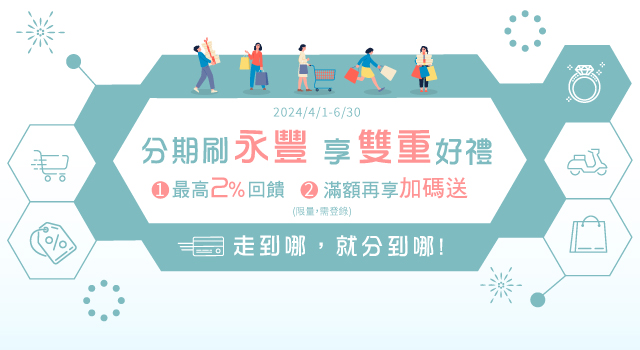 2024/4/1-6/30
分期刷永豐 享雙重好禮
1 最高2%回饋 2 滿額再享加碼送
(限量，需登錄)
走到哪，就分到哪!